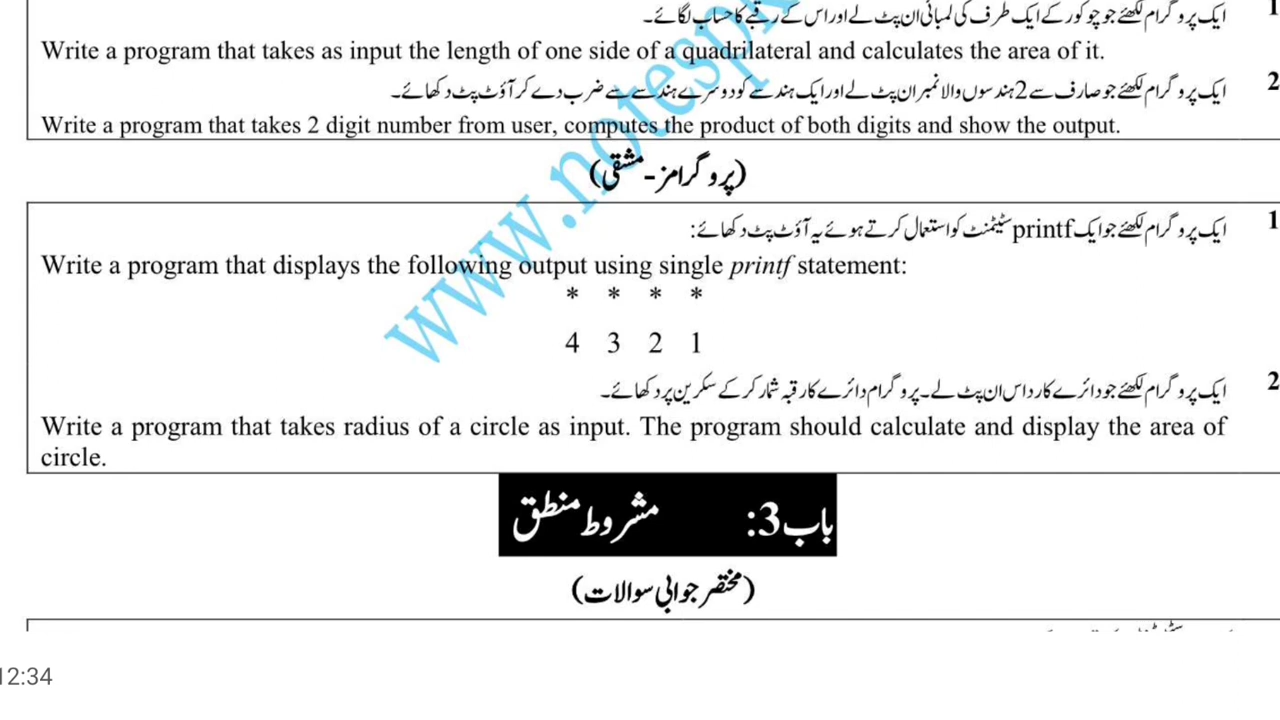 1 ایک پروگرام لکھئے جو چوکور کے ایک طرف کی لمبائی ان پٹ لے اور اس کے رقبے کا حساب لگائے۔
Write a program that takes as input the length of one side of a quadrilateral and calculates the area of it.
2 ایک پروگرام لکھئے جو صارف سے 2 ہندسوں والا نمبر ان پٹ لے اور ایک ہندسے کو دوسرے ہندسے سے ضرب دے کر آؤٹ پٹ دکھائے۔
Write a program that takes 2 digit number from user, computes the product of both digits and show the output.
(پروگرامز - مشقی)
1 ایک پروگرام لکھئے جو ایک printf سٹیٹمنٹ کو استعمال کرتے ہوئے یہ آؤٹ پٹ دکھائے:
Write a program that displays the following output using single printf statement:
* * * *
4 3 2 1
2 ایک پروگرام لکھئے جو دائرے کا رداس ان پٹ لے۔ پروگرام دائرے کا رقبہ شمار کر کے سکرین پر دکھائے۔
Write a program that takes radius of a circle as input. The program should calculate and display the area of
circle.
باب 3: مشروط منطق
(مختصر جوابی سوالات)
12:34
www.notesp